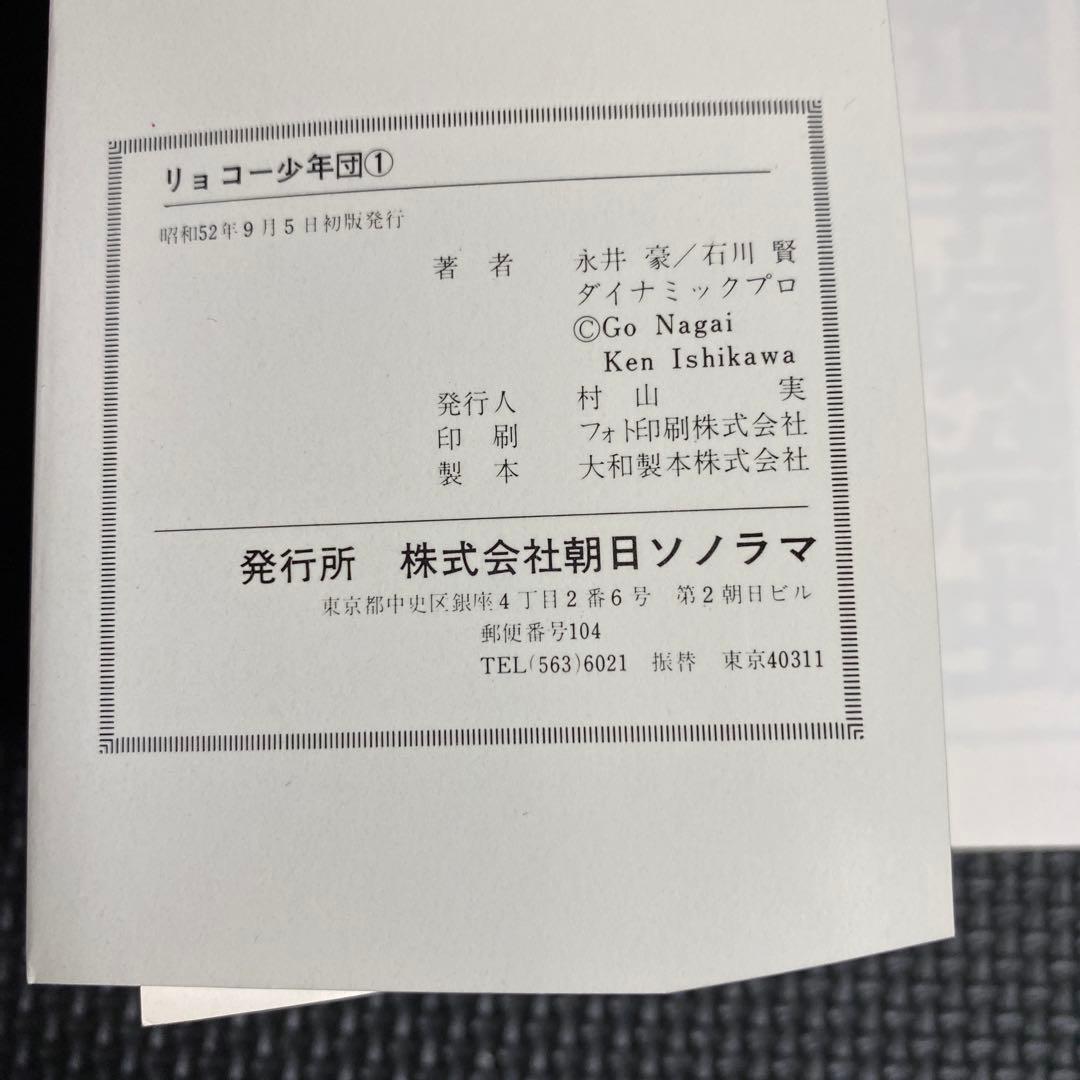 リョコー少年団①
昭和52年9月5日初版発行
著者 永井豪／石川賢
ダイナミックプロ
©Go Nagai
Ken Ishikawa
発行人 村山実
印刷 フォト印刷株式会社
製本 大和製本株式会社
発行所 株式会社朝日ソノラマ
東京都中央区銀座4丁目2番6号 第2朝日ビル
郵便番号104
TEL(563)6021 振替 東京40311